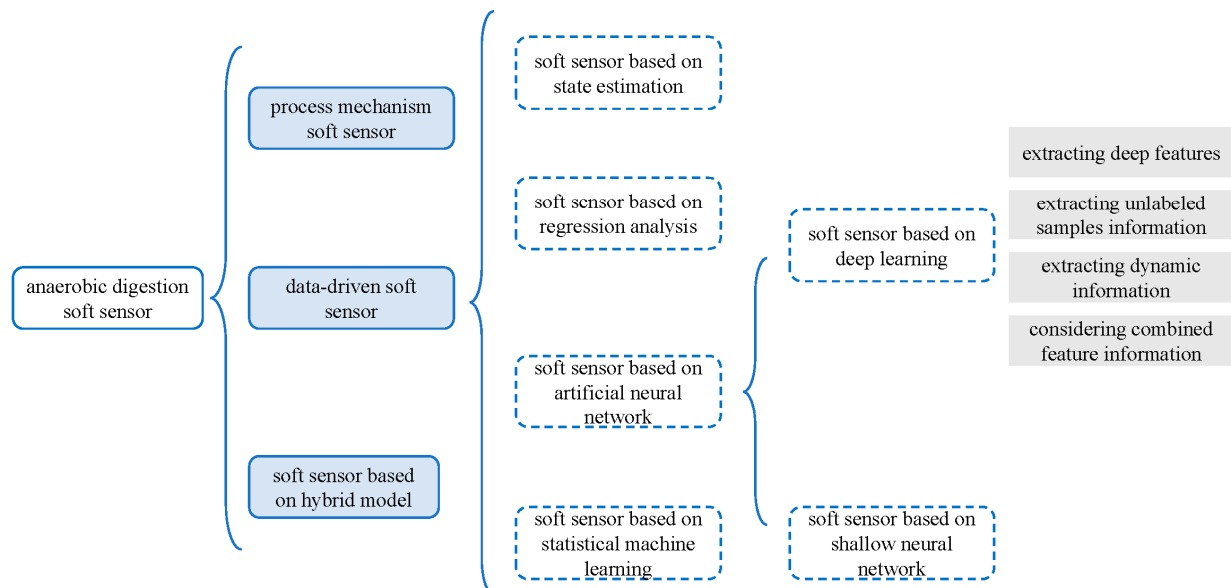 anaerobic digestion
soft sensor
process mechanism
soft sensor
data-driven soft
sensor
soft sensor based
on hybrid model
soft sensor based on
state estimation
soft sensor based on
regression analysis
soft sensor based on
artificial neural
network
soft sensor based on
statistical machine
learning
soft sensor based on
deep learning
soft sensor based on
shallow neural
network
extracting deep features
extracting unlabeled
samples information
extracting dynamic
information
considering combined
feature information